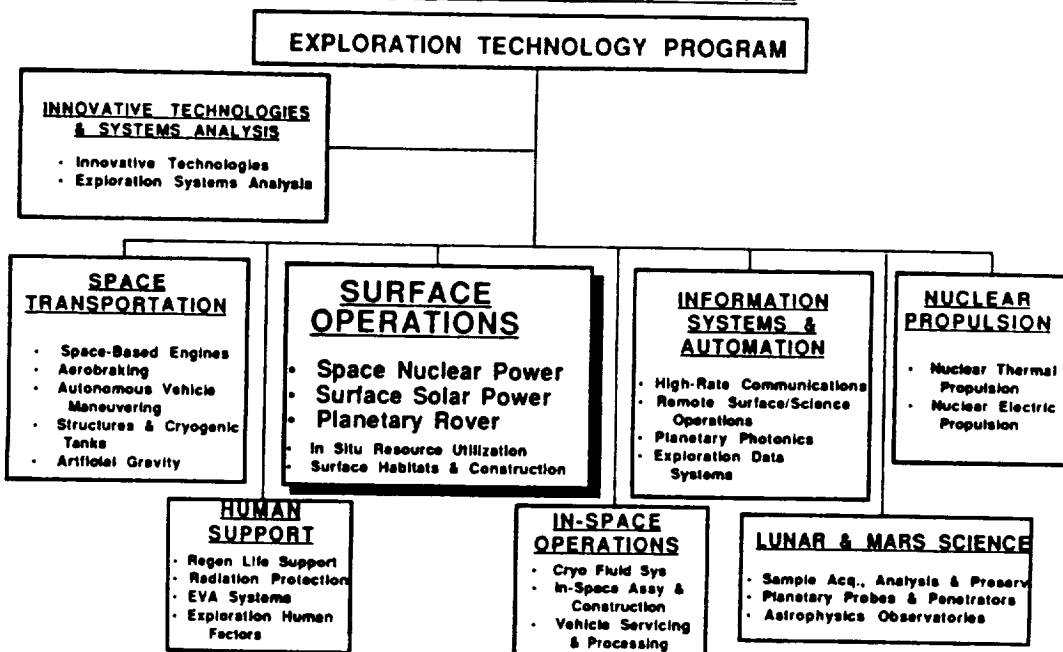 EXPLORATION TECHNOLOGY PROGRAM
INNOVATIVE TECHNOLOGIES
& SYSTEMS ANALYSIS
· Innovative Technologies
· Exploration Systems Analysis
SPACE
TRANSPORTATION
· Space-Based Engines
· Aerobraking
· Autonomous Vehicle
Maneuvering
· Structures & Cryogenic
Tanks
· Artificial Gravity
SURFACE
OPERATIONS
· Space Nuclear Power
· Surface Solar Power
· Planetary Rover
· In Situ Resource Utilization
· Surface Habitats & Construction
INFORMATION
SYSTEMS &
AUTOMATION
· High-Rate Communications
· Remote Surface/Science
Operations
· Planetary Photonics
· Exploration Data
Systems
NUCLEAR
PROPULSION
· Nuclear Thermal
Propulsion
· Nuclear Electric
Propulsion
HUMAN
SUPPORT
· Regen Life Support
· Radiation Protection
· EVA Systems
· Exploration Human
Factors
IN-SPACE
OPERATIONS
· Cryo Fluid Sys
· In-Space Assy &
Construction
· Vehicle Servicing
& Processing
LUNAR & MARS SCIENCE
· Sample Acq., Analysis & Preserv
· Planetary Probes & Penetrators
· Astrophysics Observatories